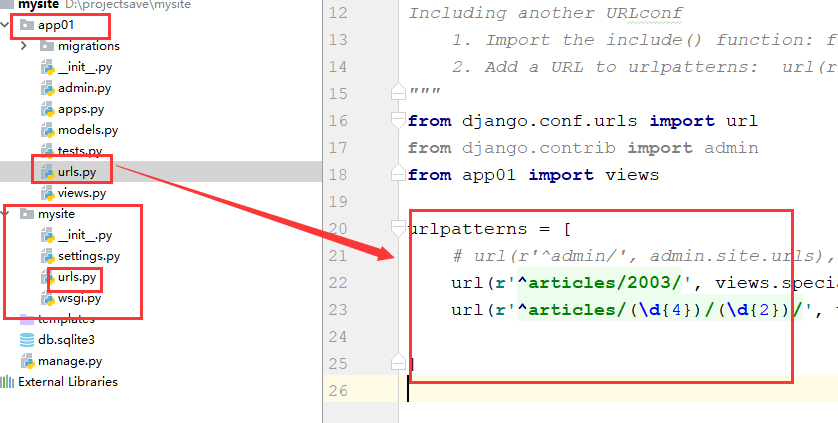 mysite D:\projectsave\mysite
app01
migrations
__init__.py
admin.py
apps.py
models.py
tests.py
urls.py
views.py
mysite
__init__.py
settings.py
urls.py
wsgi.py
templates
db.sqlite3
manage.py
External Libraries
12 Including another URLconf
13 1. Import the include() function: f
14 2. Add a URL to urlpatterns: url(r
15 """
16 from django.conf.urls import url
17 from django.contrib import admin
18 from app01 import views
19
20 urlpatterns = [
21 # url(r'^admin/', admin.site.urls),
22 url(r'^articles/2003/', views.specia
23 url(r'^articles/(\d{4})/(\d{2})/',
24
25 ]
26